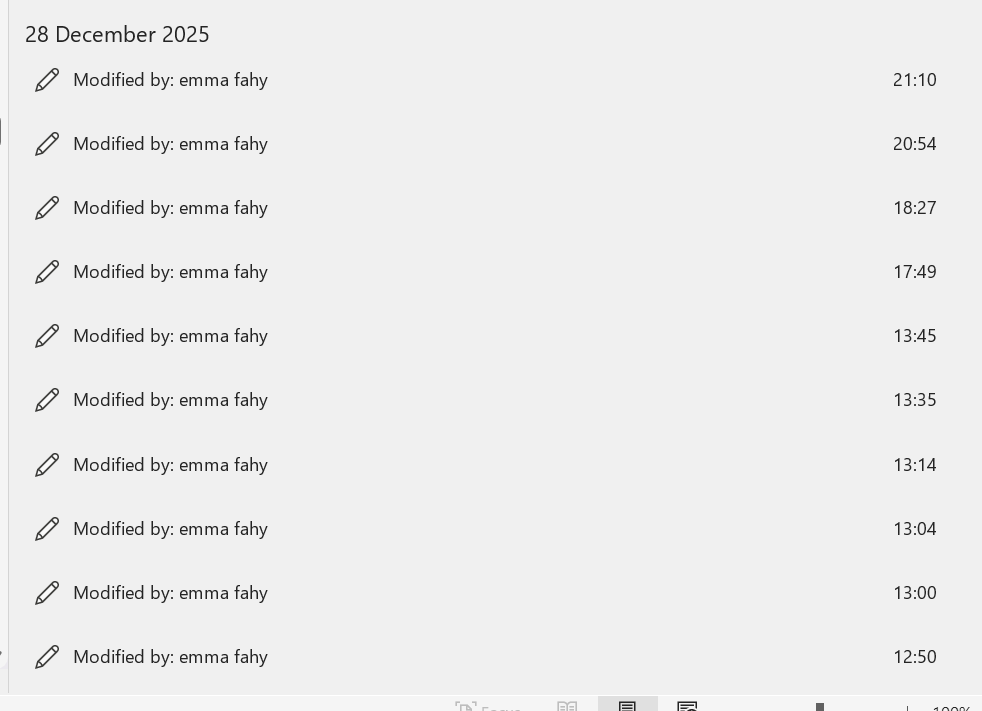 28 December 2025
Modified by: emma fahy 21:10
Modified by: emma fahy 20:54
Modified by: emma fahy 18:27
Modified by: emma fahy 17:49
Modified by: emma fahy 13:45
Modified by: emma fahy 13:35
Modified by: emma fahy 13:14
Modified by: emma fahy 13:04
Modified by: emma fahy 13:00
Modified by: emma fahy 12:50
Focus 100%